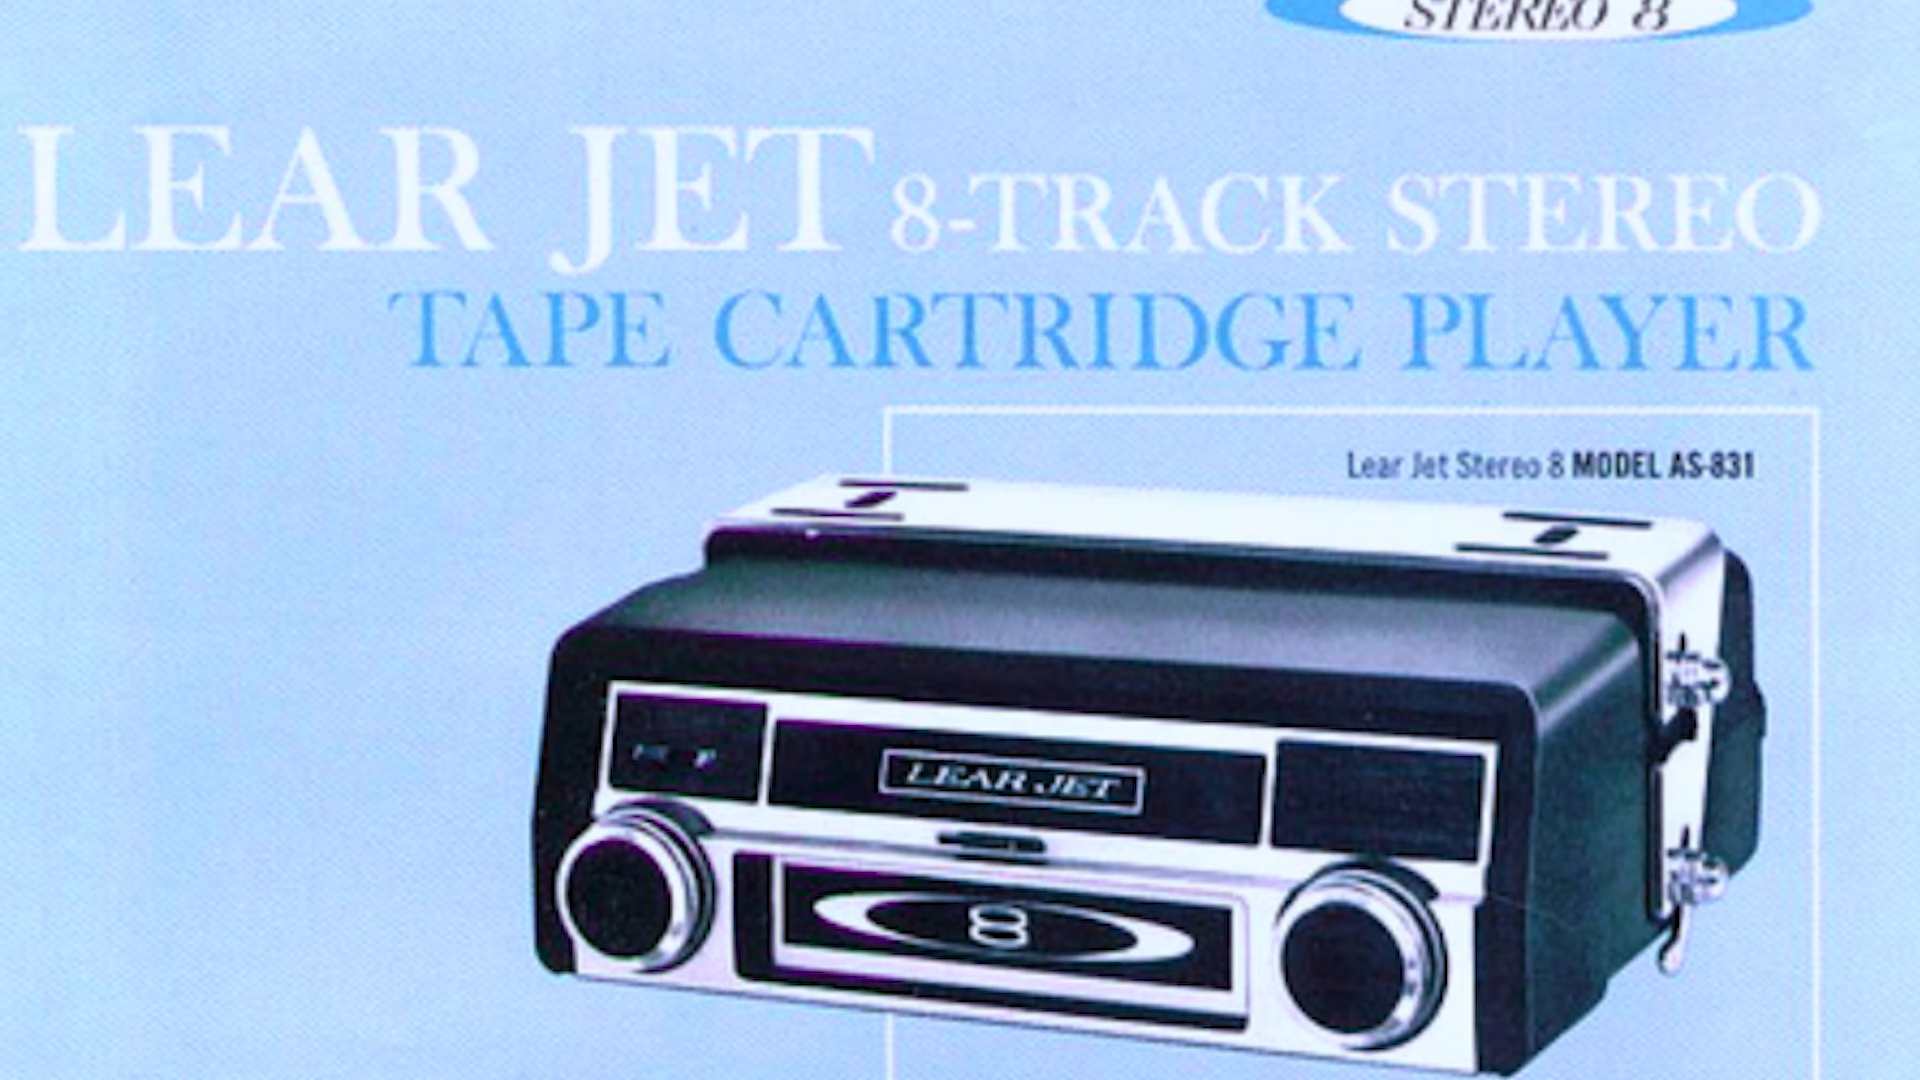 STEREO 8
LEAR JET 8-TRACK STEREO
TAPE CARTRIDGE PLAYER
Lear Jet Stereo 8 MODEL AS-831
LEAR JET
8